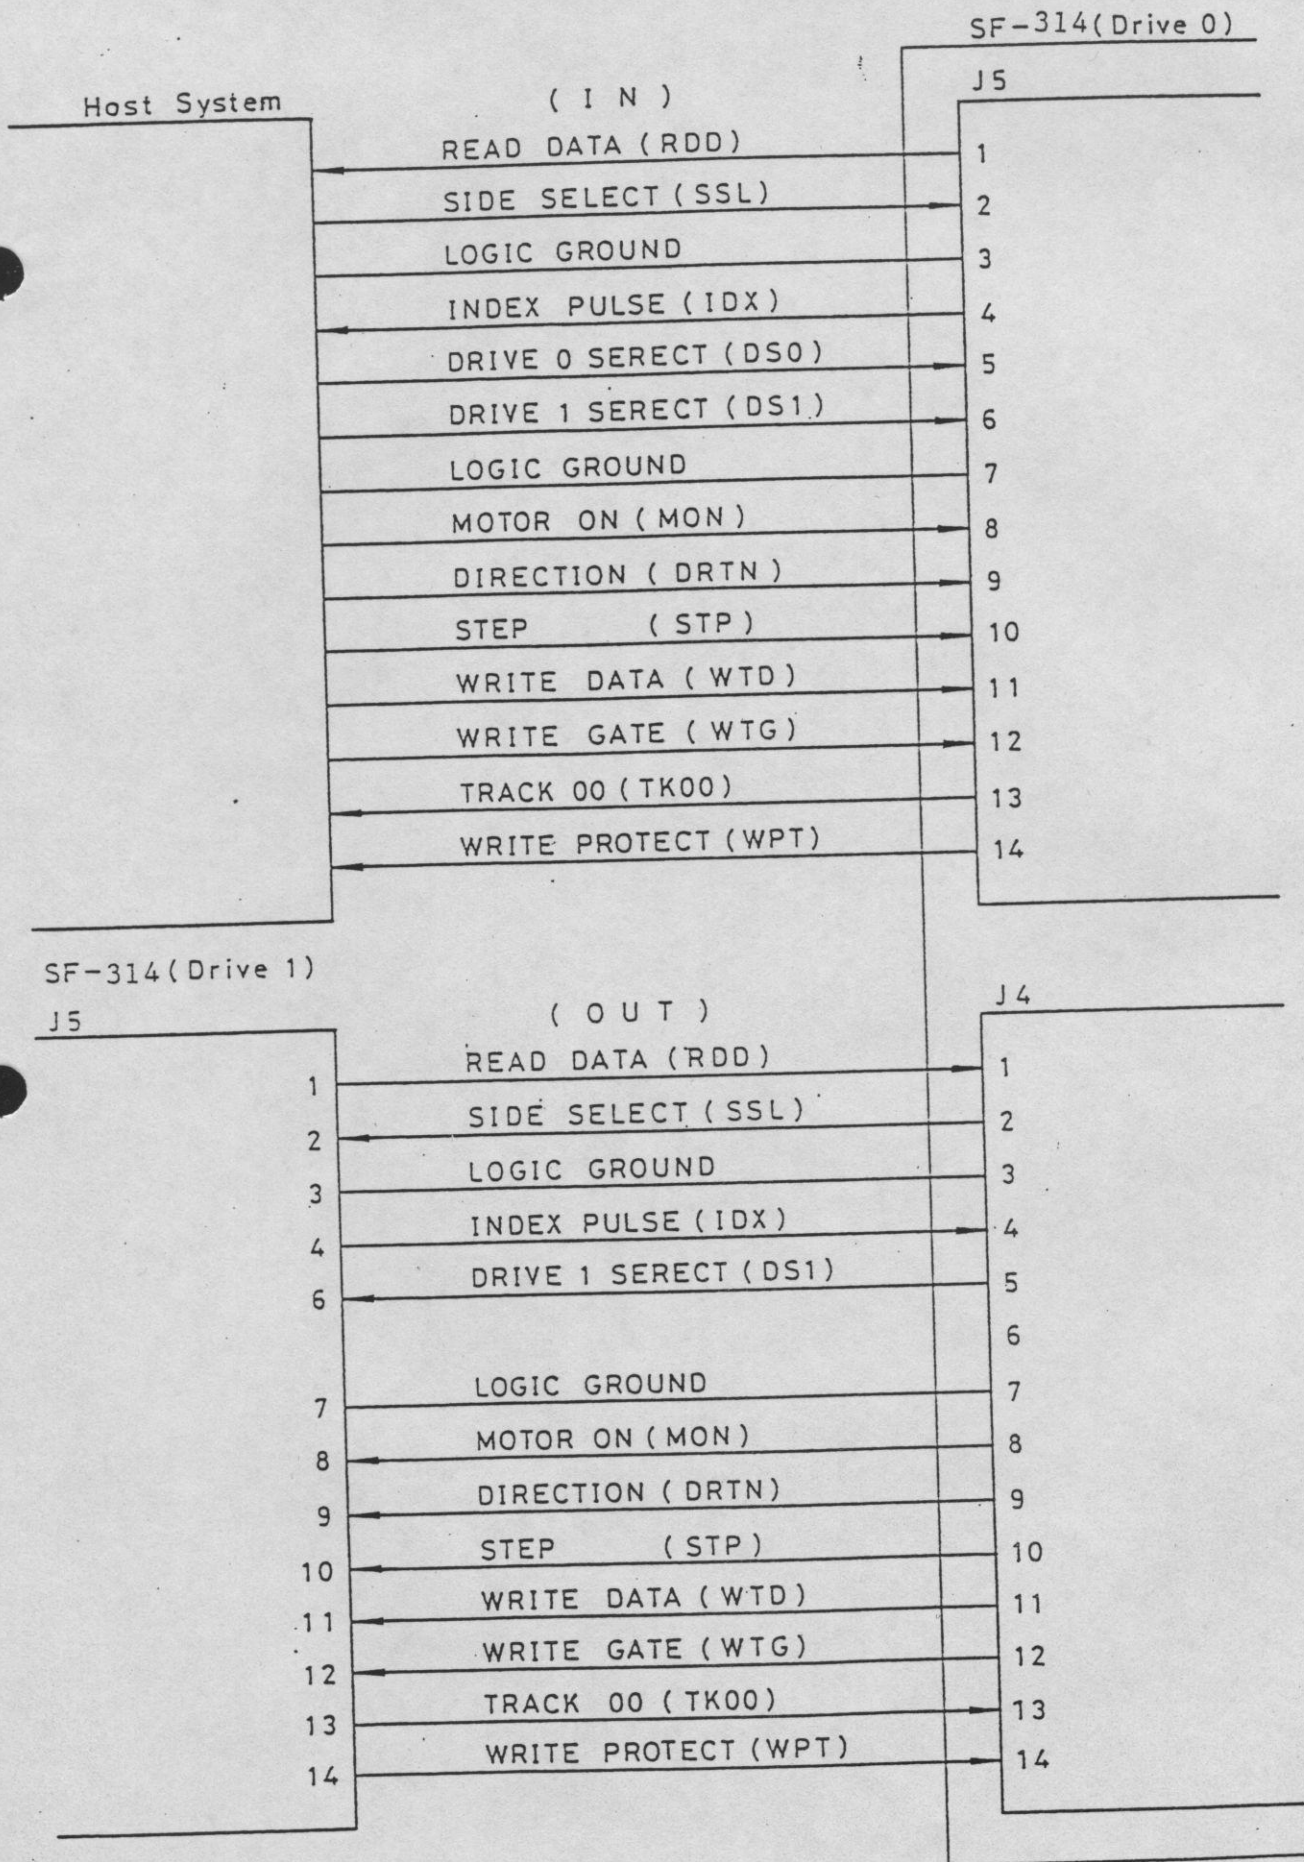 SF-314(Drive 0)
J5
Host System
( I N )
READ DATA (RDD) 1
SIDE SELECT (SSL) 2
LOGIC GROUND 3
INDEX PULSE (IDX) 4
DRIVE 0 SERECT (DS0) 5
DRIVE 1 SERECT (DS1) 6
LOGIC GROUND 7
MOTOR ON (MON) 8
DIRECTION (DRTN) 9
STEP (STP) 10
WRITE DATA (WTD) 11
WRITE GATE (WTG) 12
TRACK 00 (TK00) 13
WRITE PROTECT (WPT) 14
SF-314(Drive 1)
J5
( O U T )
J4
1 READ DATA (RDD) 1
2 SIDE SELECT (SSL) 2
3 LOGIC GROUND 3
4 INDEX PULSE (IDX) 4
6 DRIVE 1 SERECT (DS1) 5
6
7 LOGIC GROUND 7
8 MOTOR ON (MON) 8
9 DIRECTION (DRTN) 9
10 STEP (STP) 10
11 WRITE DATA (WTD) 11
12 WRITE GATE (WTG) 12
13 TRACK 00 (TK00) 13
14 WRITE PROTECT (WPT) 14